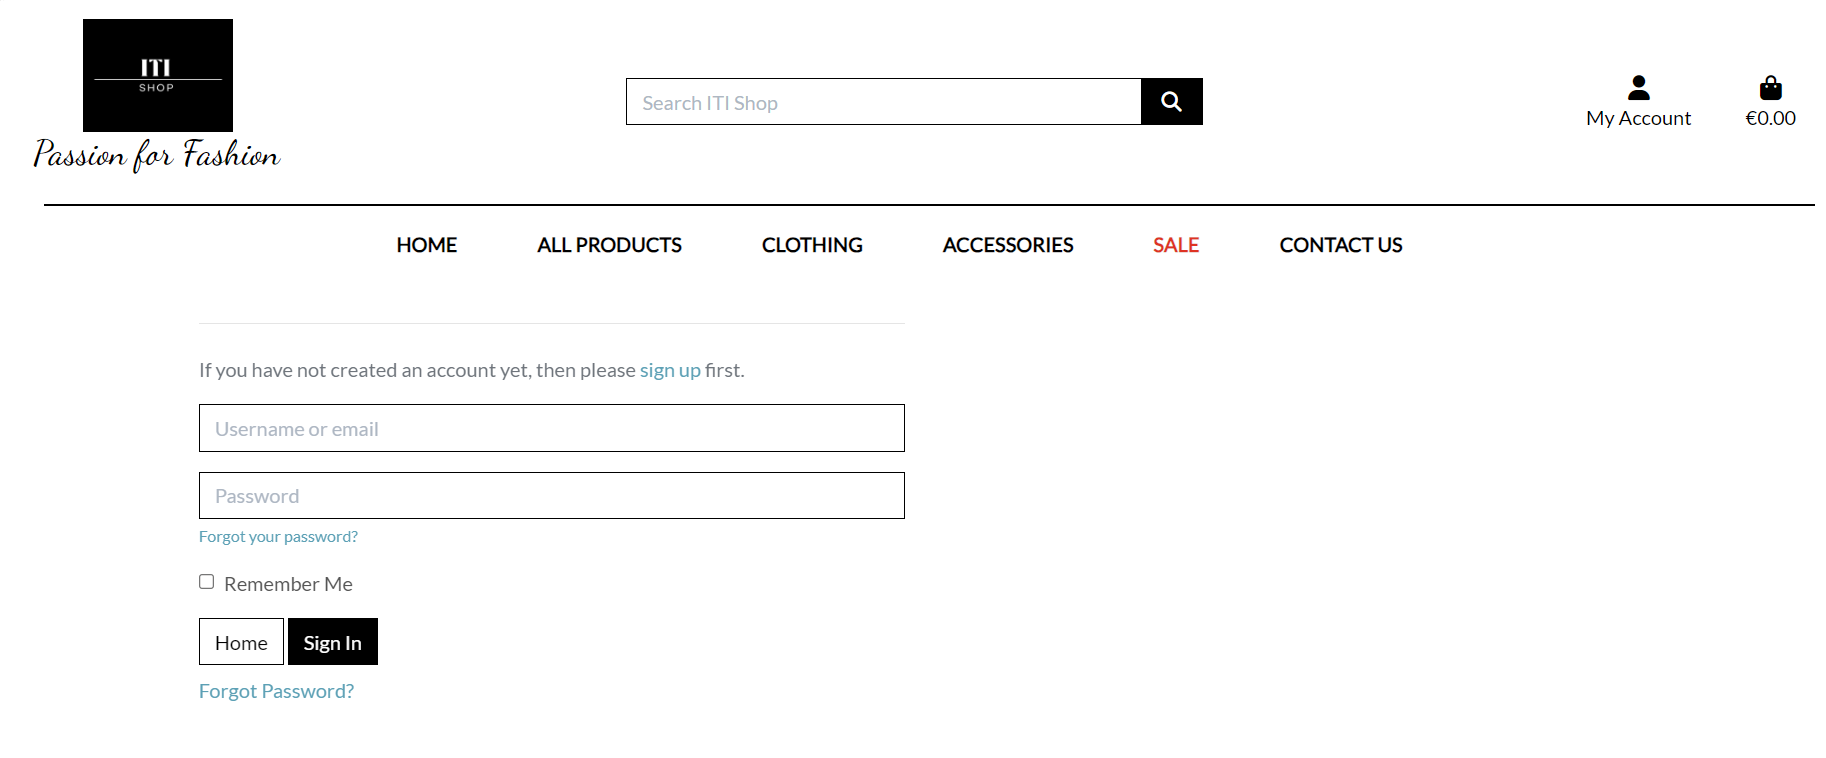 ITI
SHOP
Passion for Fashion
Search ITI Shop
My Account
€0.00
HOME ALL PRODUCTS CLOTHING ACCESSORIES SALE CONTACT US
If you have not created an account yet, then please sign up first.
Username or email
Password
Forgot your password?
Remember Me
Home Sign In
Forgot Password?